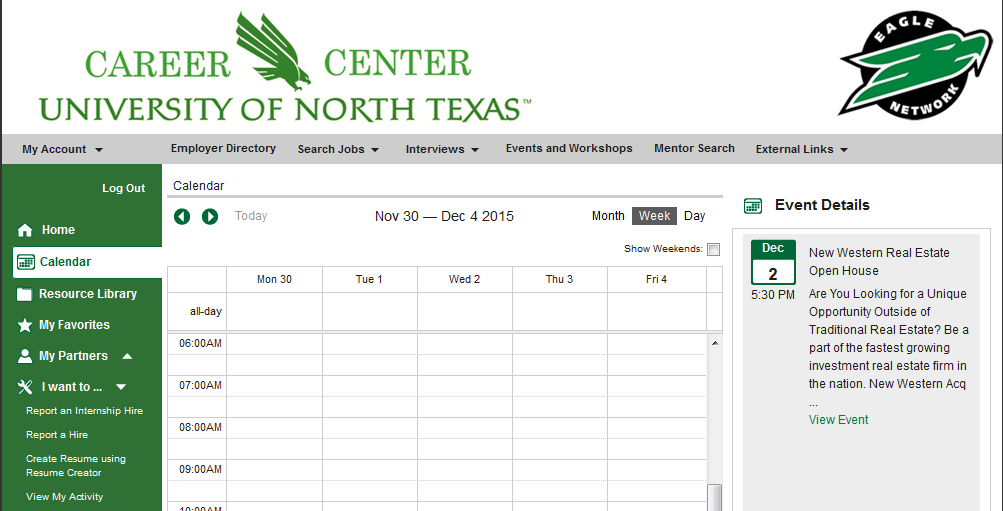 CAREER CENTER
UNIVERSITY OF NORTH TEXAS™
EAGLE
NETWORK
My Account
Employer Directory
Search Jobs
Interviews
Events and Workshops
Mentor Search
External Links
Log Out
Home
Calendar
Resource Library
My Favorites
My Partners
I want to ...
Report an Internship Hire
Report a Hire
Create Resume using
Resume Creator
View My Activity
Calendar
Today
Nov 30 — Dec 4 2015
Month Week Day
Show Weekends:
Mon 30 Tue 1 Wed 2 Thu 3 Fri 4
all-day
06:00AM
07:00AM
08:00AM
09:00AM
10:00AM
Event Details
Dec
2
5:30 PM
New Western Real Estate
Open House
Are You Looking for a Unique
Opportunity Outside of
Traditional Real Estate? Be a
part of the fastest growing
investment real estate firm in
the nation. New Western Acq
...
View Event